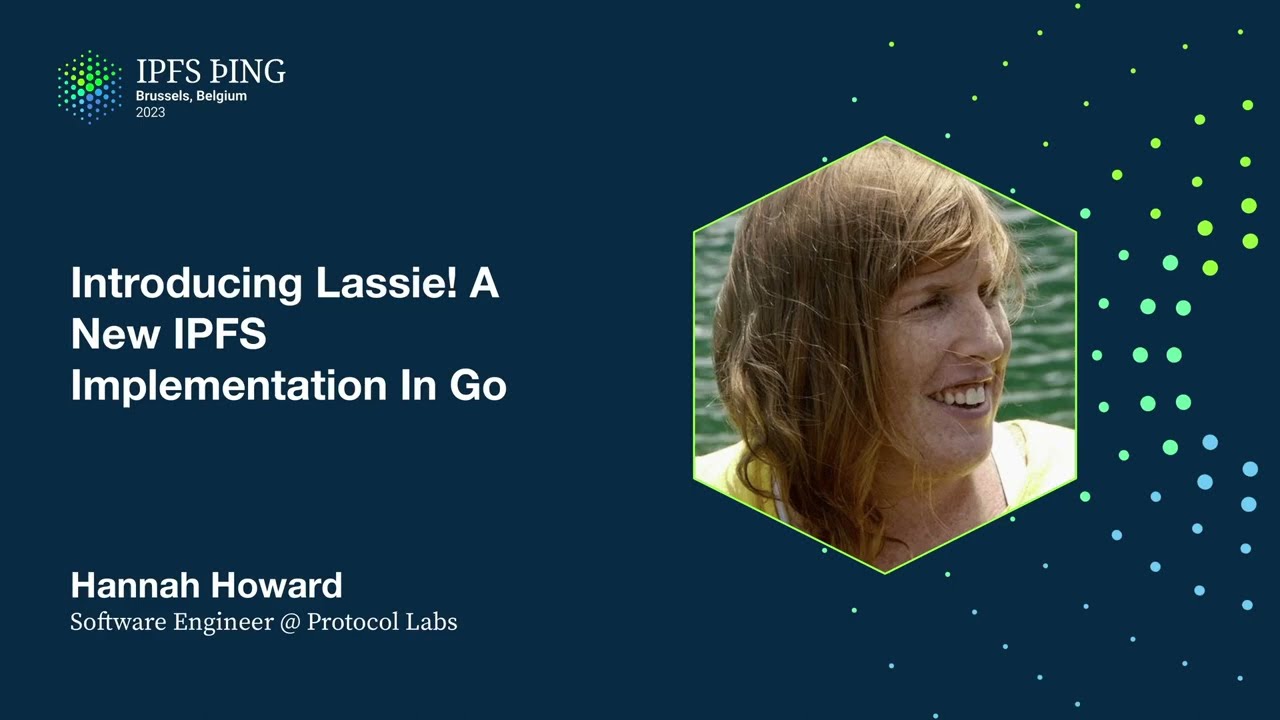 IPFS ÞING
Brussels, Belgium
2023
Introducing Lassie! A
New IPFS
Implementation In Go
Hannah Howard
Software Engineer @ Protocol Labs